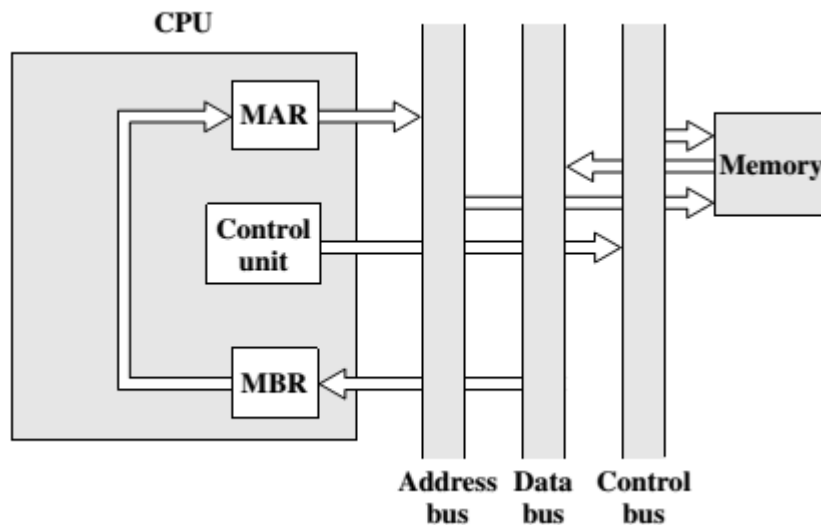 CPU
MAR
Memory
Control
unit
MBR
Address Data Control
bus bus bus